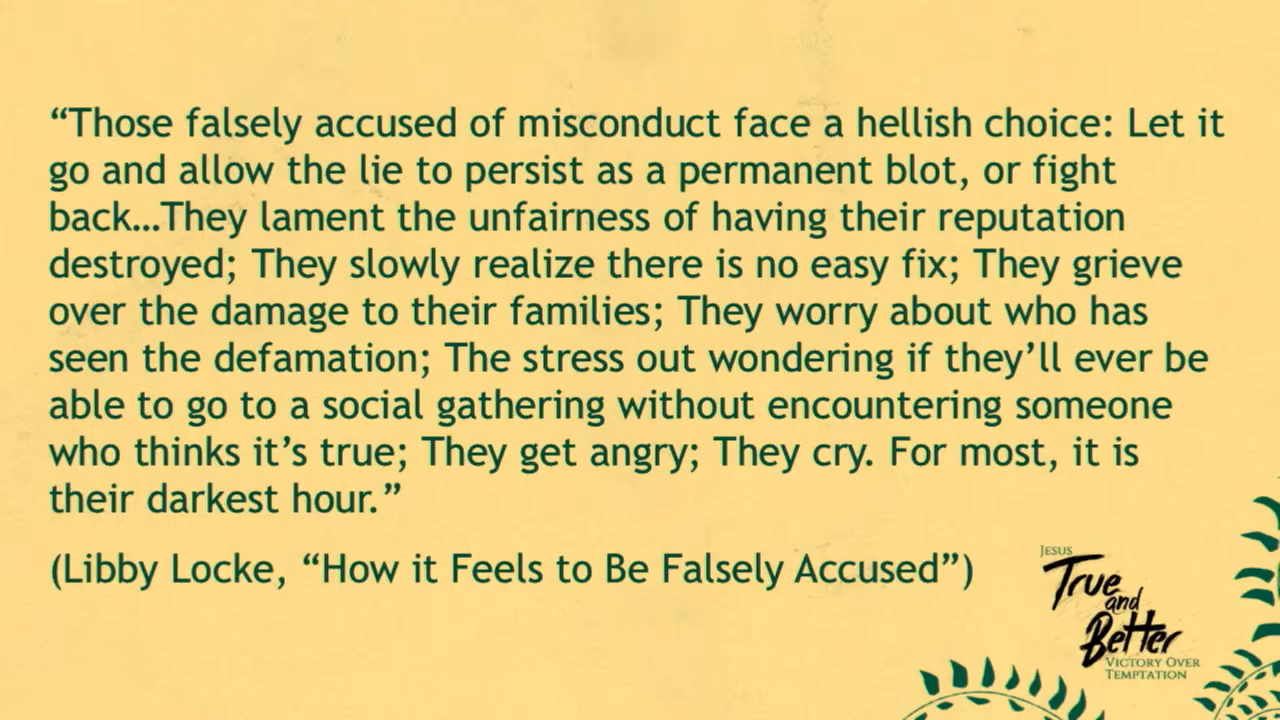 “Those falsely accused of misconduct face a hellish choice: Let it
go and allow the lie to persist as a permanent blot, or fight
back…They lament the unfairness of having their reputation
destroyed; They slowly realize there is no easy fix; They grieve
over the damage to their families; They worry about who has
seen the defamation; The stress out wondering if they’ll ever be
able to go to a social gathering without encountering someone
who thinks it’s true; They get angry; They cry. For most, it is
their darkest hour.”
(Libby Locke, “How it Feels to Be Falsely Accused”)
JESUS
True
and
Better
VICTORY OVER
TEMPTATION